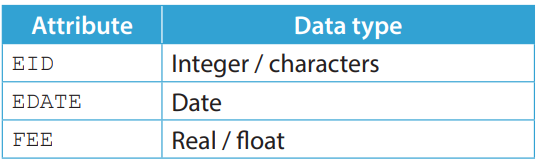 Attribute Data type
EID Integer / characters
EDATE Date
FEE Real / float